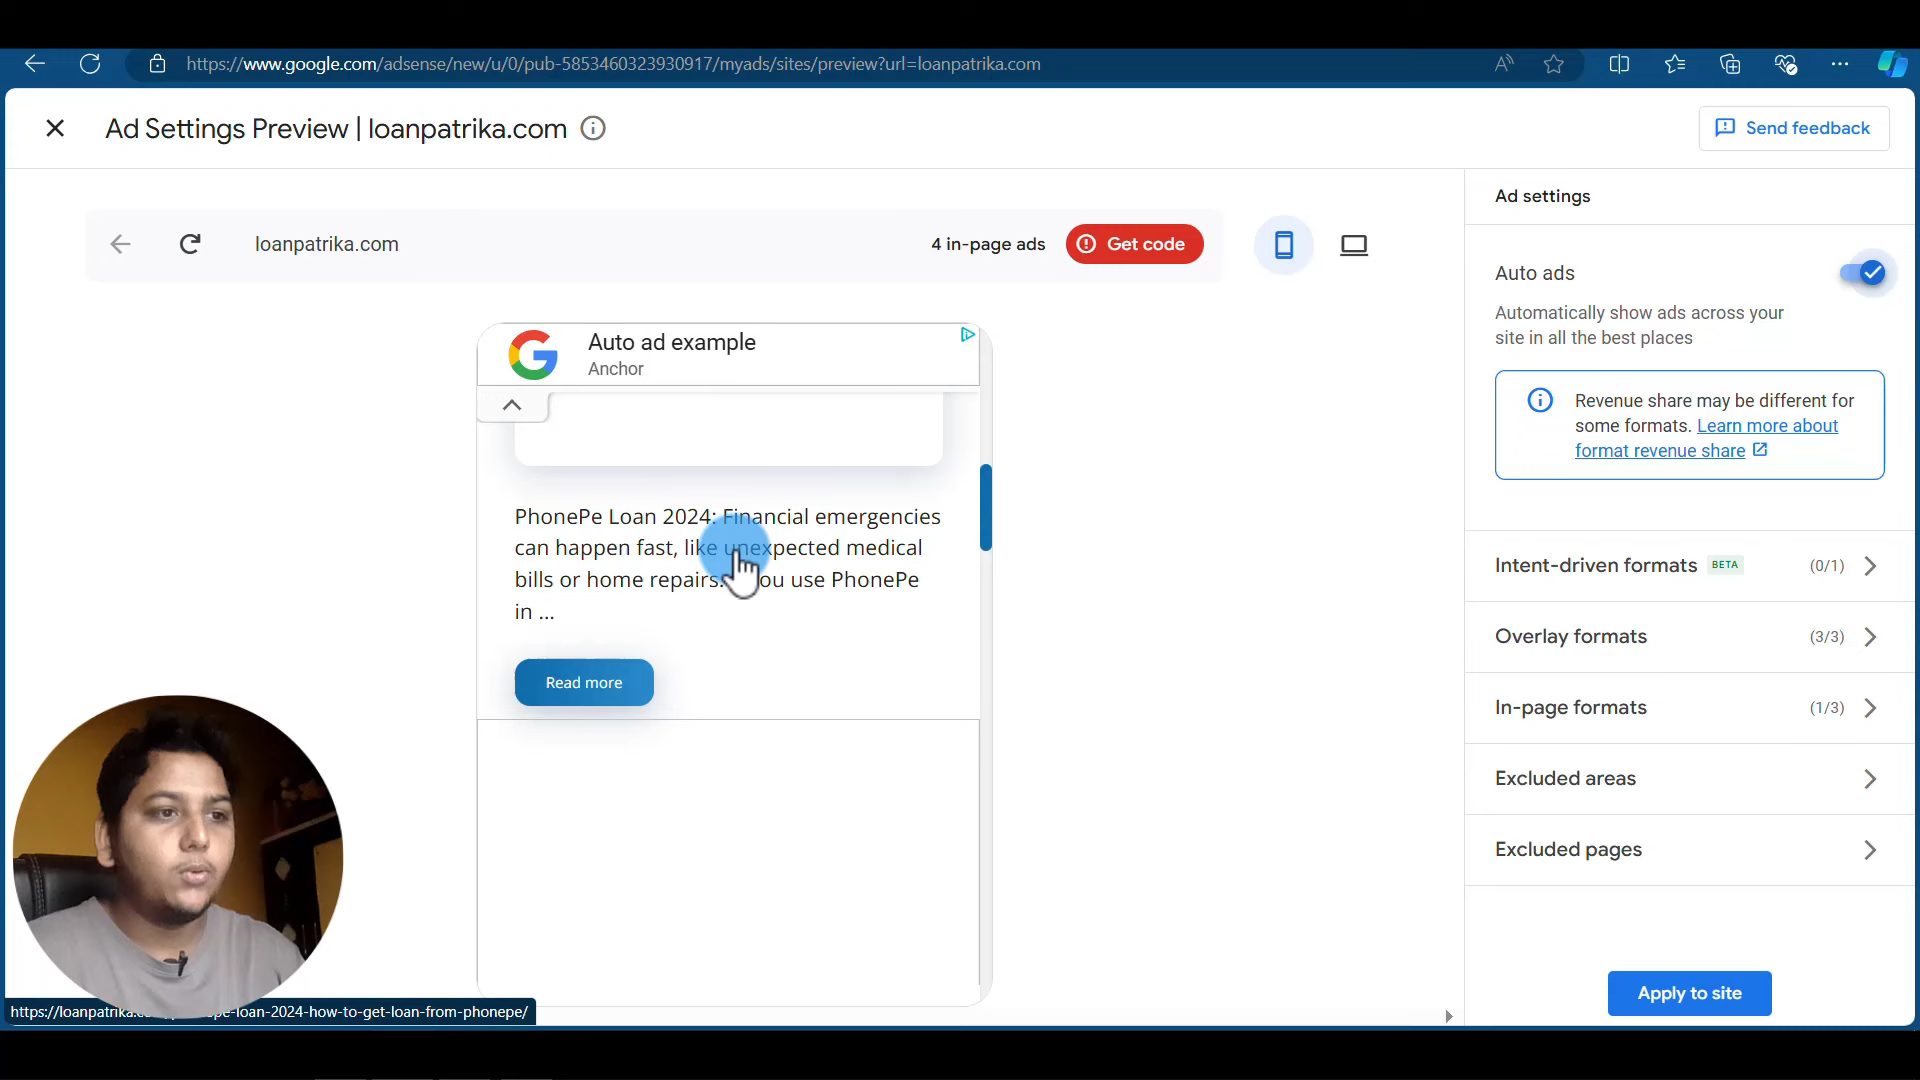 https://www.google.com/adsense/new/u/0/pub-5853460323930917/myads/sites/preview?url=loanpatrika.com
Ad Settings Preview | loanpatrika.com
Send feedback
loanpatrika.com
4 in-page ads
Get code
Auto ad example
Anchor
PhonePe Loan 2024: Financial emergencies
can happen fast, like unexpected medical
bills or home repairs. you use PhonePe
in ...
Read more
Ad settings
Auto ads
Automatically show ads across your
site in all the best places
Revenue share may be different for
some formats. Learn more about
format revenue share
Intent-driven formats BETA (0/1)
Overlay formats (3/3)
In-page formats (1/3)
Excluded areas
Excluded pages
Apply to site
https://loanpatrika. pe-loan-2024-how-to-get-loan-from-phonepe/